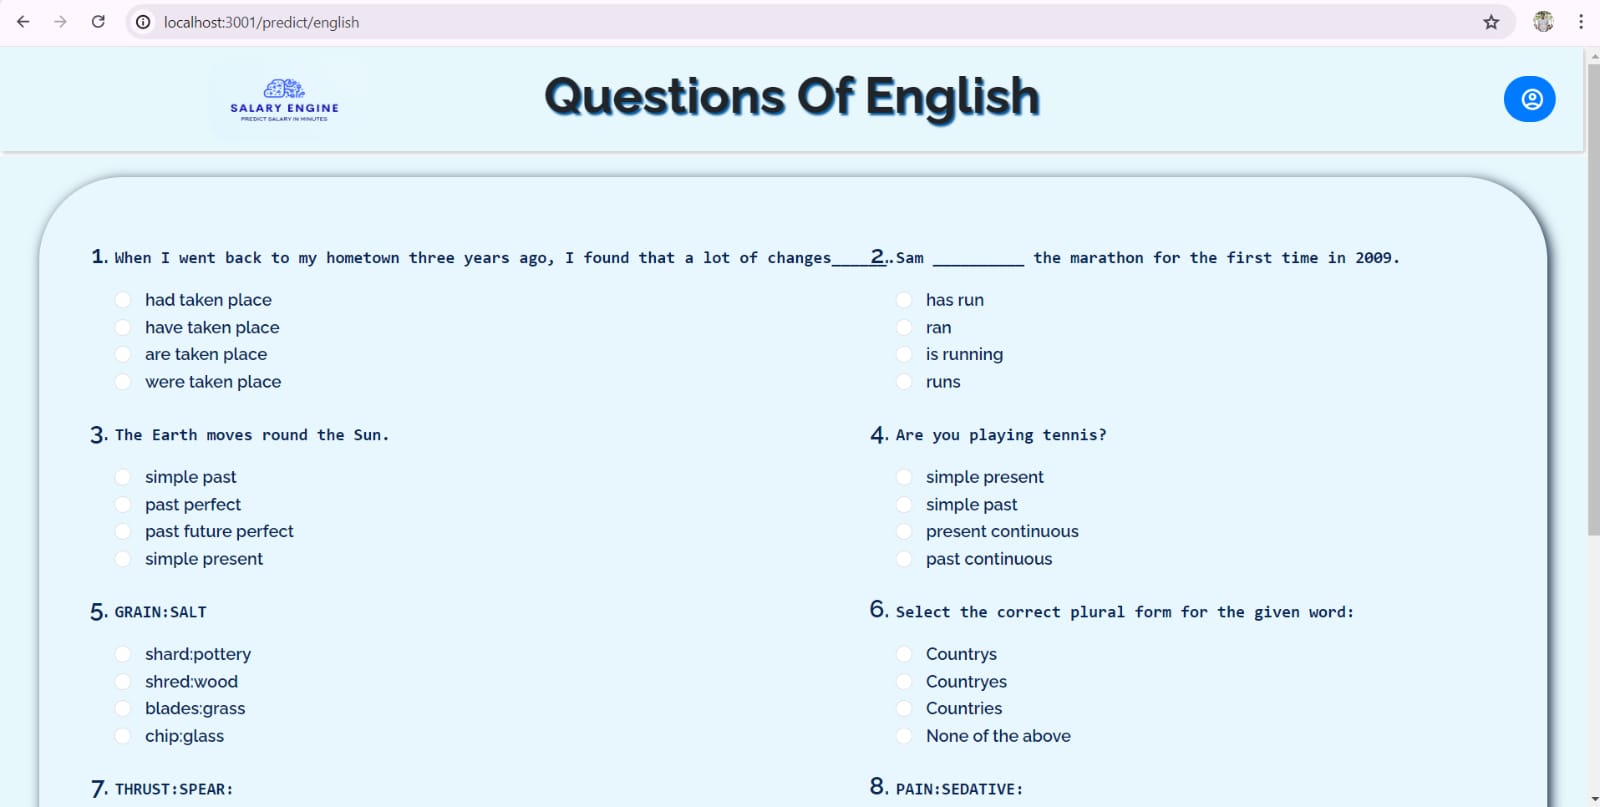 localhost:3001/predict/english
SALARY ENGINE
PREDICT SALARY IN MINUTES
Questions Of English
1. When I went back to my hometown three years ago, I found that a lot of changes______.
had taken place
have taken place
are taken place
were taken place
2. Sam __________ the marathon for the first time in 2009.
has run
ran
is running
runs
3. The Earth moves round the Sun.
simple past
past perfect
past future perfect
simple present
4. Are you playing tennis?
simple present
simple past
present continuous
past continuous
5. GRAIN:SALT
shard:pottery
shred:wood
blades:grass
chip:glass
6. Select the correct plural form for the given word:
Countrys
Countryes
Countries
None of the above
7. THRUST:SPEAR:
8. PAIN:SEDATIVE: